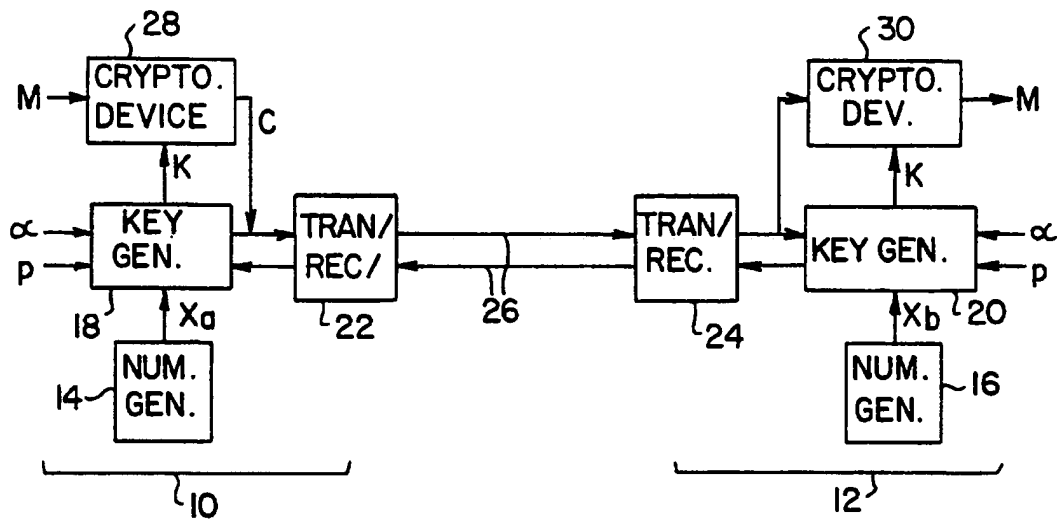 28
CRYPTO.
DEVICE
M
C
K
KEY
GEN.
∝
p
18
Xa
NUM.
GEN.
14
10
TRAN/
REC/
22
26
TRAN/
REC.
24
30
CRYPTO.
DEV.
M
K
KEY GEN.
∝
p
20
Xb
NUM.
GEN.
16
12